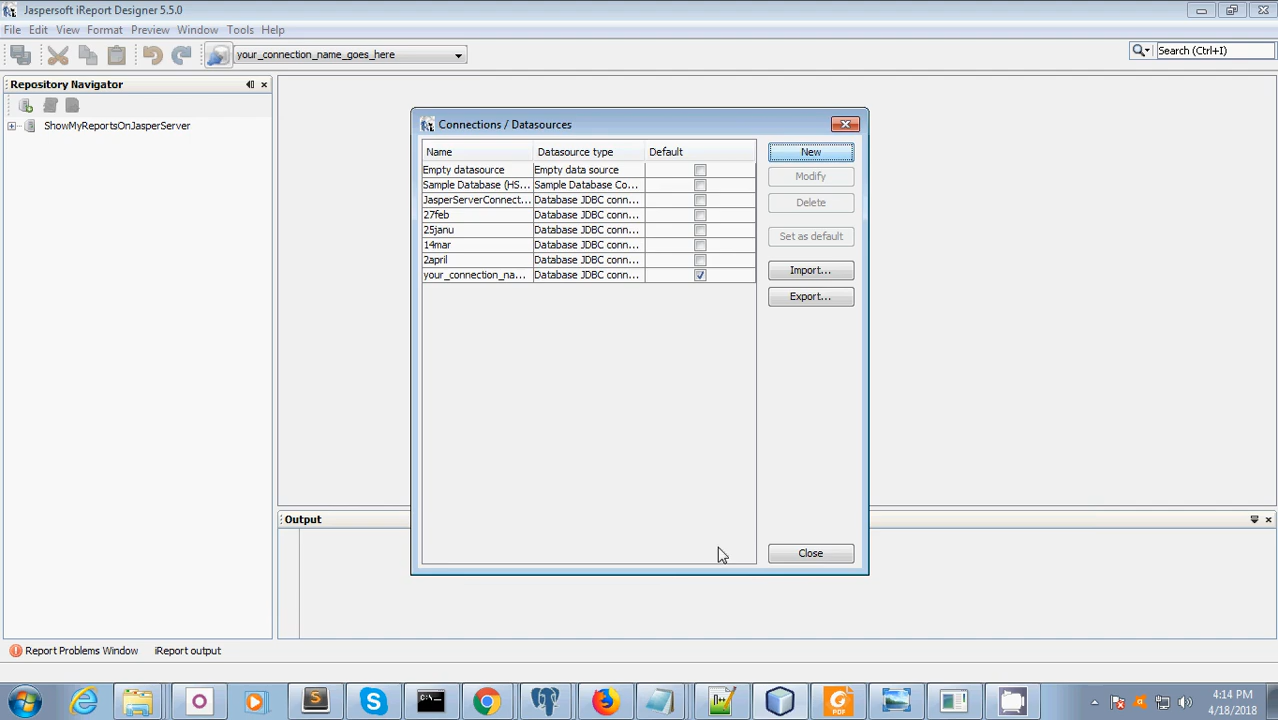 Jaspersoft iReport Designer 5.5.0
File Edit View Format Preview Window Tools Help
your_connection_name_goes_here
Search (Ctrl+I)
Repository Navigator
ShowMyReportsOnJasperServer
Connections / Datasources
Name Datasource type Default
New
Empty datasource Empty data source
Modify
Sample Database (HS... Sample Database Co...
JasperServerConnect... Database JDBC conn...
Delete
27feb Database JDBC conn...
25janu Database JDBC conn...
Set as default
14mar Database JDBC conn...
2april Database JDBC conn...
Import...
your_connection_na... Database JDBC conn...
Export...
Output
Close
Report Problems Window iReport output
4:14 PM
4/18/2018